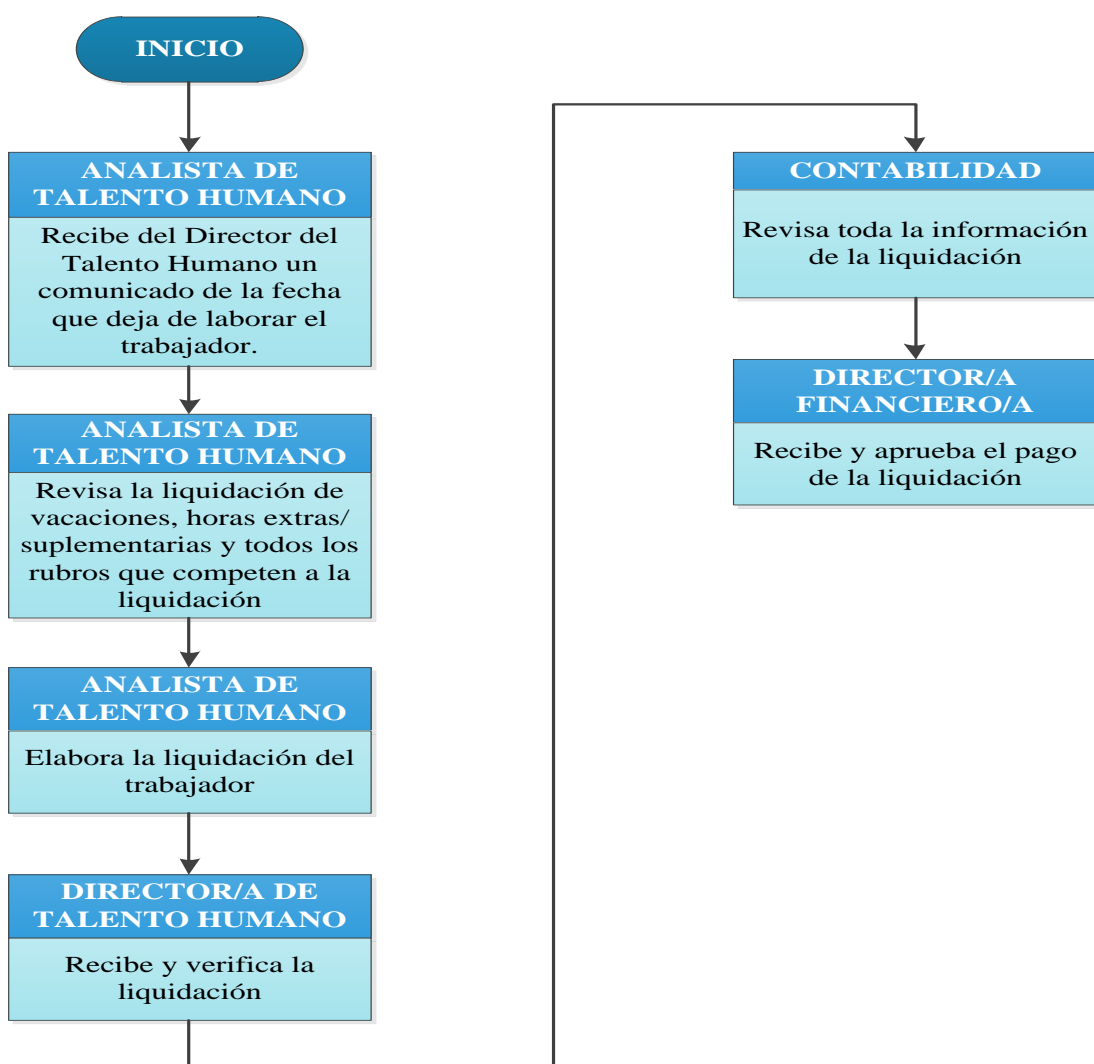 INICIO
ANALISTA DE
TALENTO HUMANO
Recibe del Director del
Talento Humano un
comunicado de la fecha
que deja de laborar el
trabajador.
ANALISTA DE
TALENTO HUMANO
Revisa la liquidación de
vacaciones, horas extras/
suplementarias y todos los
rubros que competen a la
liquidación
ANALISTA DE
TALENTO HUMANO
Elabora la liquidación del
trabajador
DIRECTOR/A DE
TALENTO HUMANO
Recibe y verifica la
liquidación
CONTABILIDAD
Revisa toda la información
de la liquidación
DIRECTOR/A
FINANCIERO/A
Recibe y aprueba el pago
de la liquidación